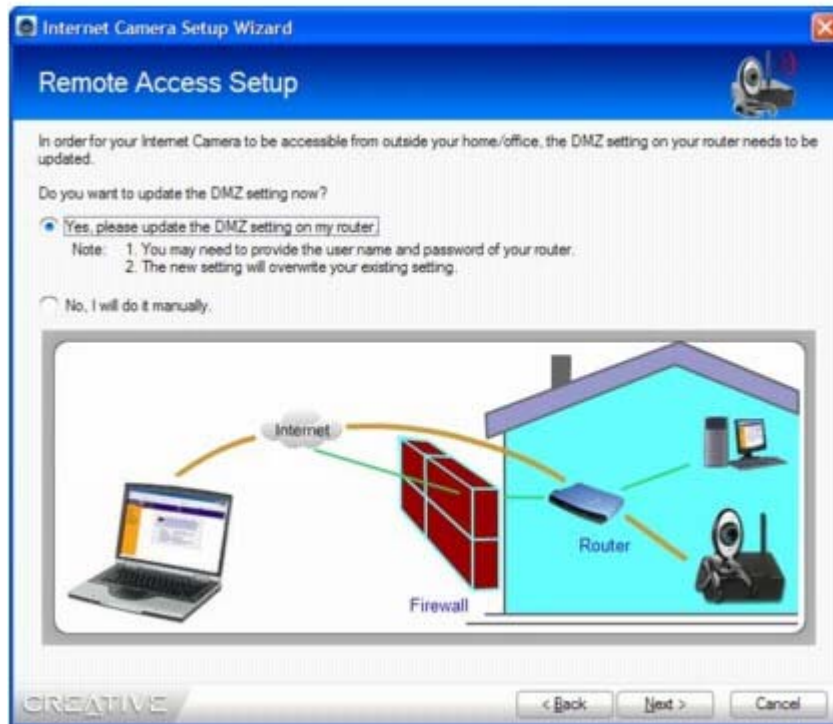 Internet Camera Setup Wizard
Remote Access Setup
In order for your Internet Camera to be accessible from outside your home/office, the DMZ setting on your router needs to be
updated.
Do you want to update the DMZ setting now?
Yes, please update the DMZ setting on my router.
Note: 1. You may need to provide the user name and password of your router.
2. The new setting will overwrite your existing setting.
No, I will do it manually.
Internet
Router
Firewall
CREATIVE
< Back
Next >
Cancel